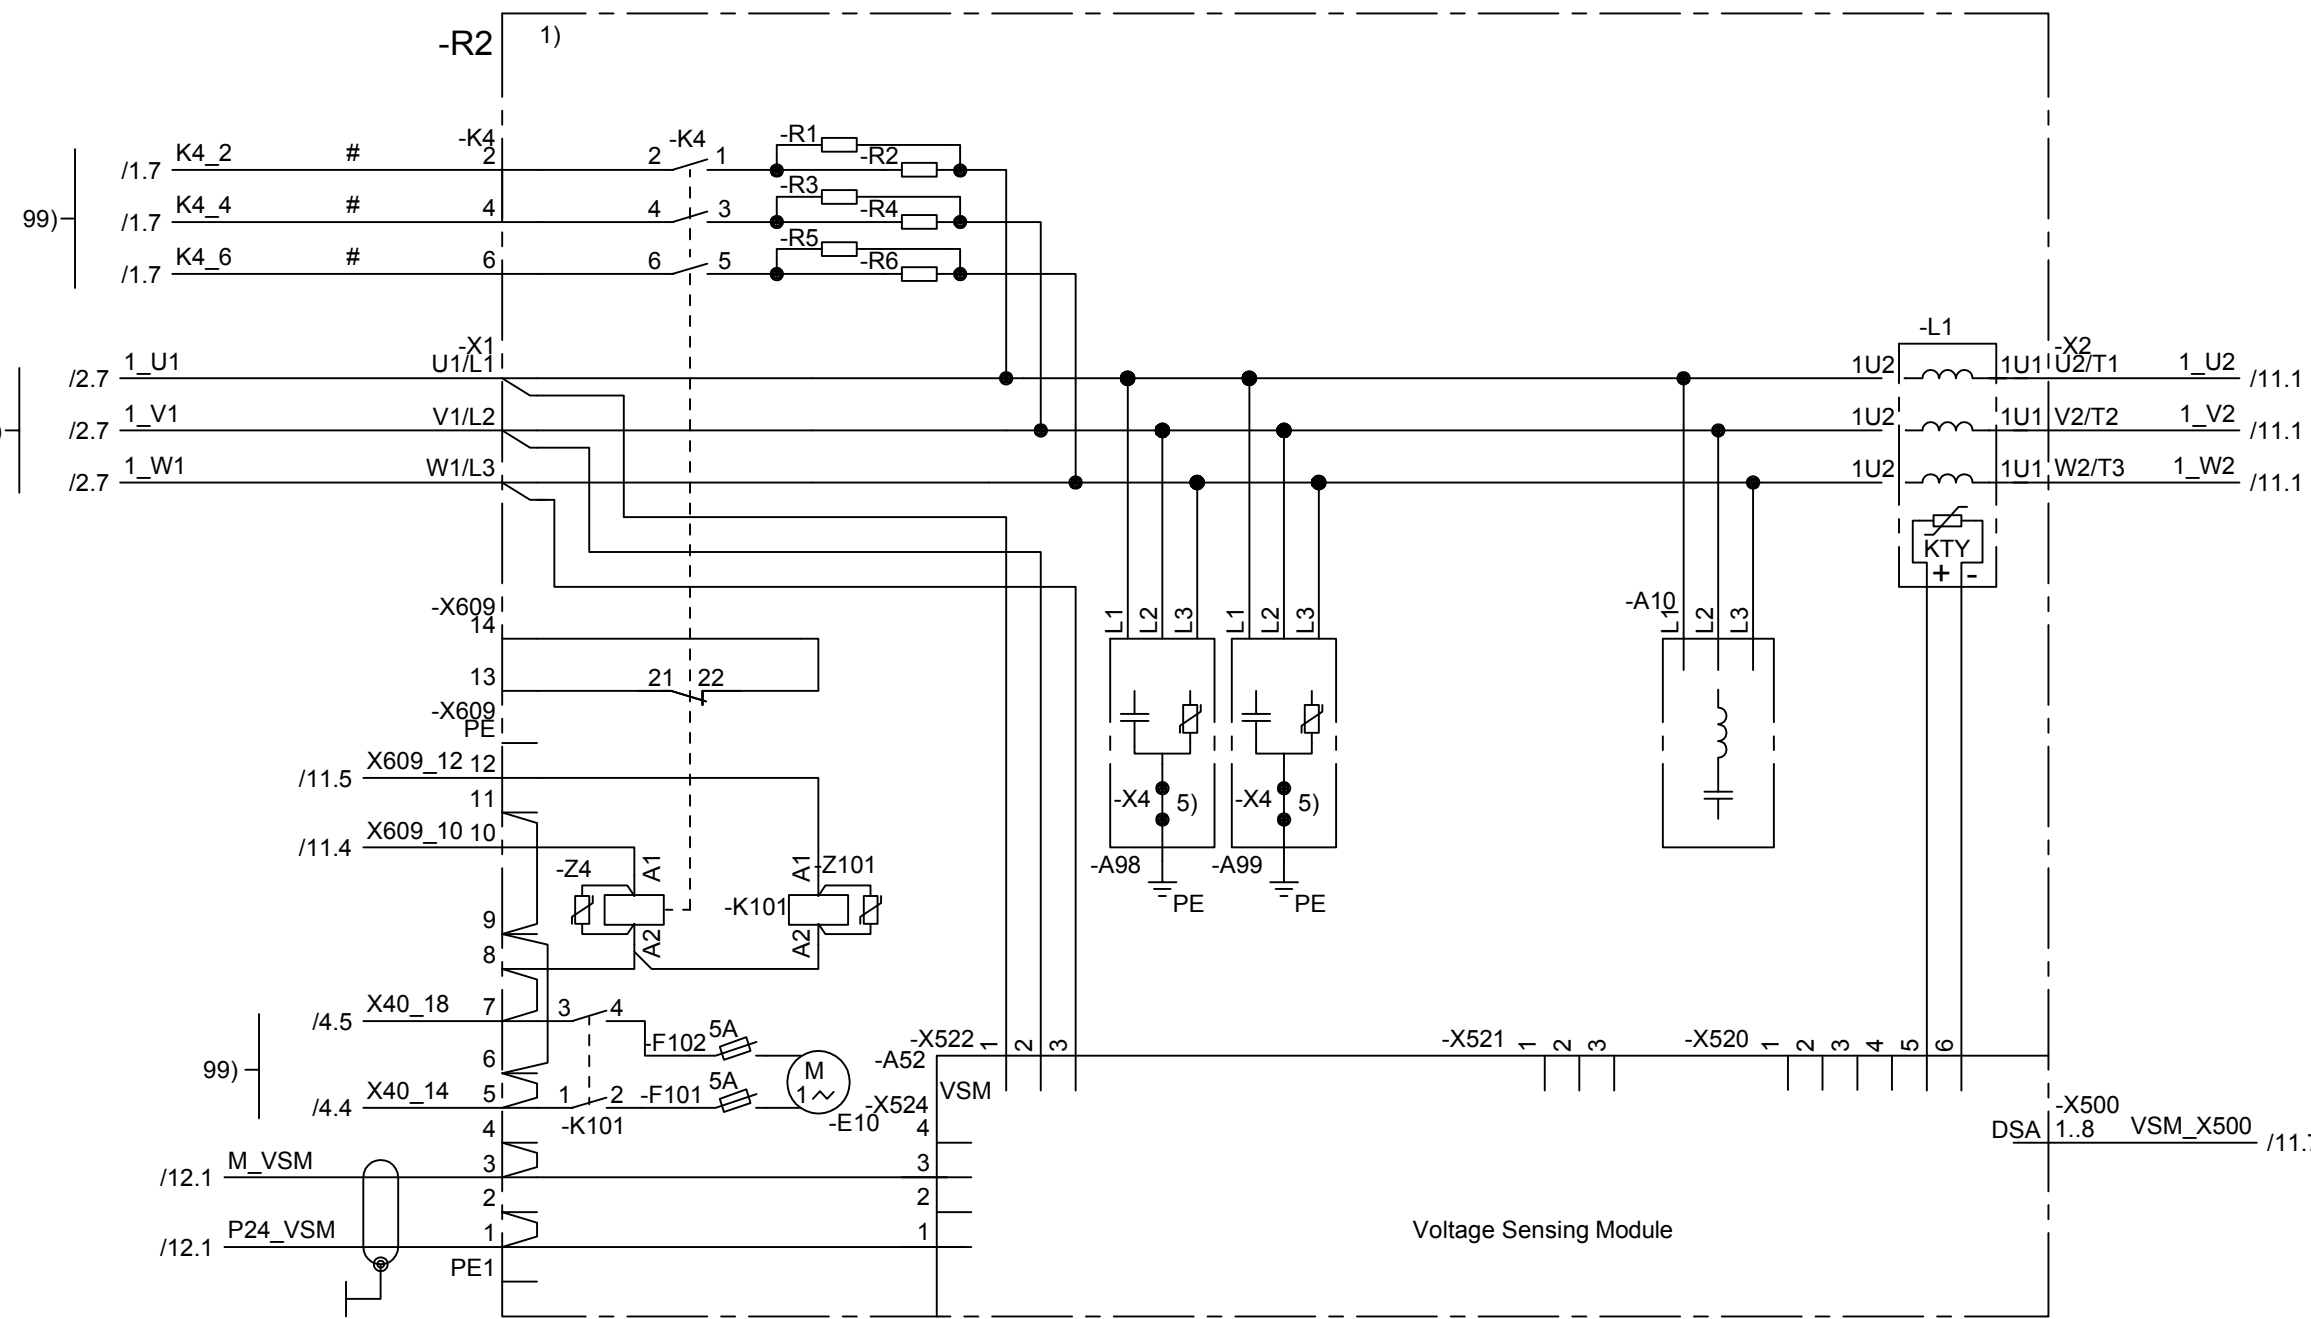 -R2 1)
-K4 -K4 -R1
/1.7 K4_2 # 2 2 1 -R2
-R3
/1.7 K4_4 # 4 4 3 -R4
99)
-R5
/1.7 K4_6 # 6 6 5 -R6
-L1
-X1 -X2
/2.7 1_U1 U1/L1 1U2 1U1 U2/T1 1_U2 /11.1
/2.7 1_V1 V1/L2 1U2 1U1 V2/T2 1_V2 /11.1
)
/2.7 1_W1 W1/L3 1U2 1U1 W2/T3 1_W2 /11.1
KTY
+ -
-X609 -A10
14 L1 L2 L3 L1 L2 L3 L1 L2 L3
13 21 22
-X609
PE
/11.5 X609_12 12
11 -X4 5) -X4 5)
/11.4 X609_10 10
-Z4 A1 A1 -Z101 -A98 -A99
-K101 PE PE
9
A2 A2
8
/4.5 X40_18 7 3 4
-F102 5A -X522 1 2 3 -X521 1 2 3 -X520 1 2 3 4 5 6
6 -A52
99)
M
/4.4 X40_14 5 1 2 -F101 5A 1 ~ VSM
-K101 -E10 -X524 -X500
4 4 DSA 1..8 VSM_X500 /11.7
/12.1 M_VSM 3 3
2 2
/12.1 P24_VSM 1 1 Voltage Sensing Module
PE1